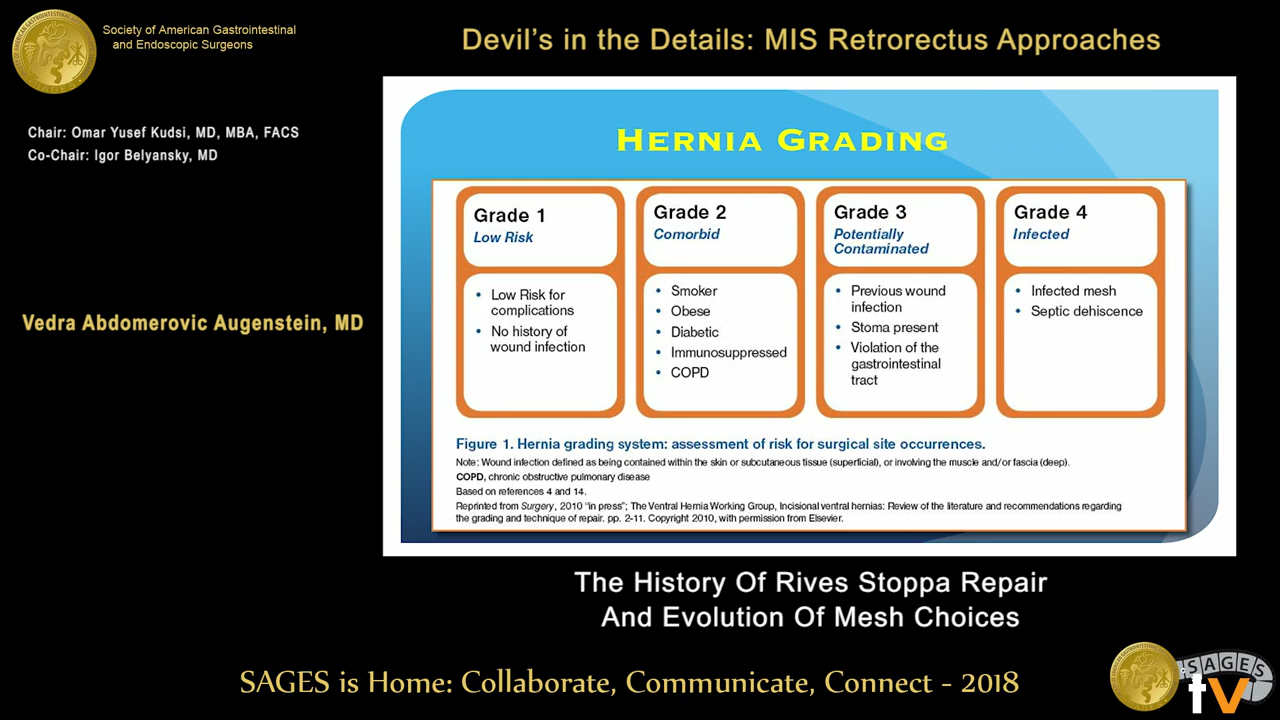 Society of American Gastrointestinal
and Endoscopic Surgeons
Devil's in the Details: MIS Retrorectus Approaches
Chair: Omar Yusef Kudsi, MD, MBA, FACS
Co-Chair: Igor Belyansky, MD
Vedra Abdomerovic Augenstein, MD
HERNIA GRADING
Grade 1
Low Risk
• Low Risk for
complications
• No history of
wound infection
Grade 2
Comorbid
• Smoker
• Obese
• Diabetic
• Immunosuppressed
• COPD
Grade 3
Potentially
Contaminated
• Previous wound
infection
• Stoma present
• Violation of the
gastrointestinal
tract
Grade 4
Infected
• Infected mesh
• Septic dehiscence
Figure 1. Hernia grading system: assessment of risk for surgical site occurrences.
Note: Wound infection defined as being contained within the skin or subcutaneous tissue (superficial), or involving the muscle and/or fascia (deep).
COPD, chronic obstructive pulmonary disease
Based on references 4 and 14.
Reprinted from Surgery, 2010 "in press"; The Ventral Hernia Working Group, Incisional ventral hernias: Review of the literature and recommendations regarding
the grading and technique of repair. pp. 2-11. Copyright 2010, with permission from Elsevier.
The History Of Rives Stoppa Repair
And Evolution Of Mesh Choices
SAGES is Home: Collaborate, Communicate, Connect - 2018
SAGES
tv